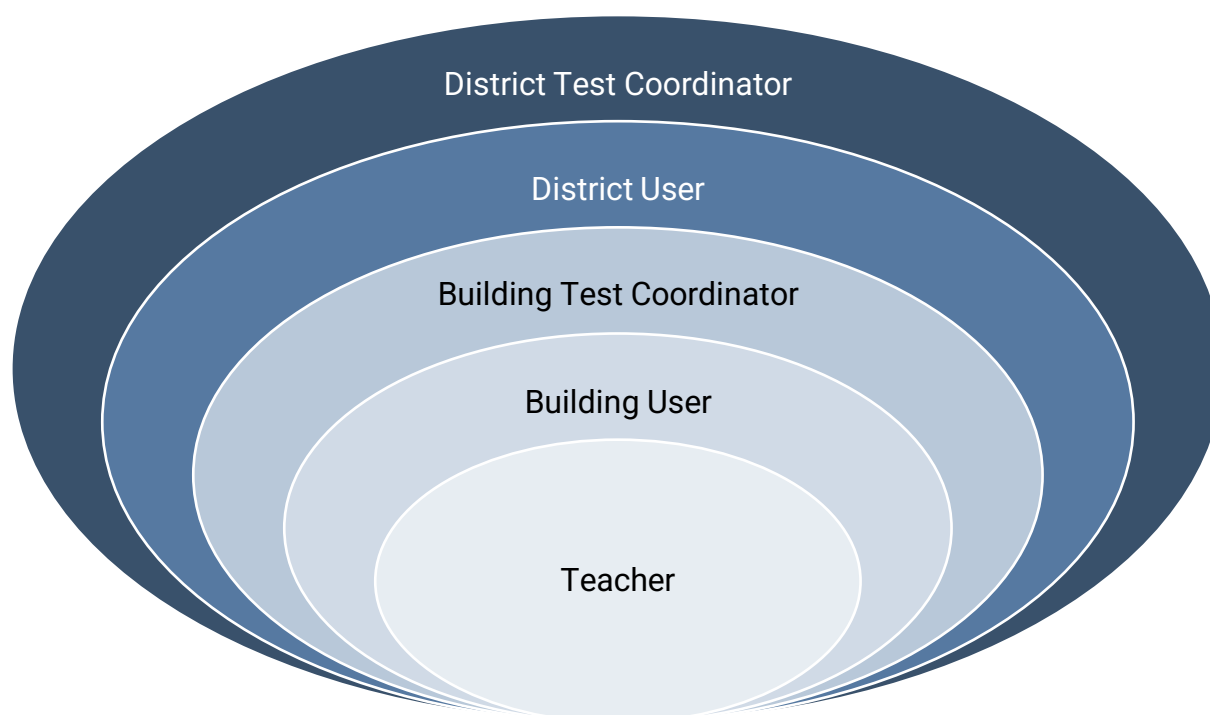 District Test Coordinator
District User
Building Test Coordinator
Building User
Teacher